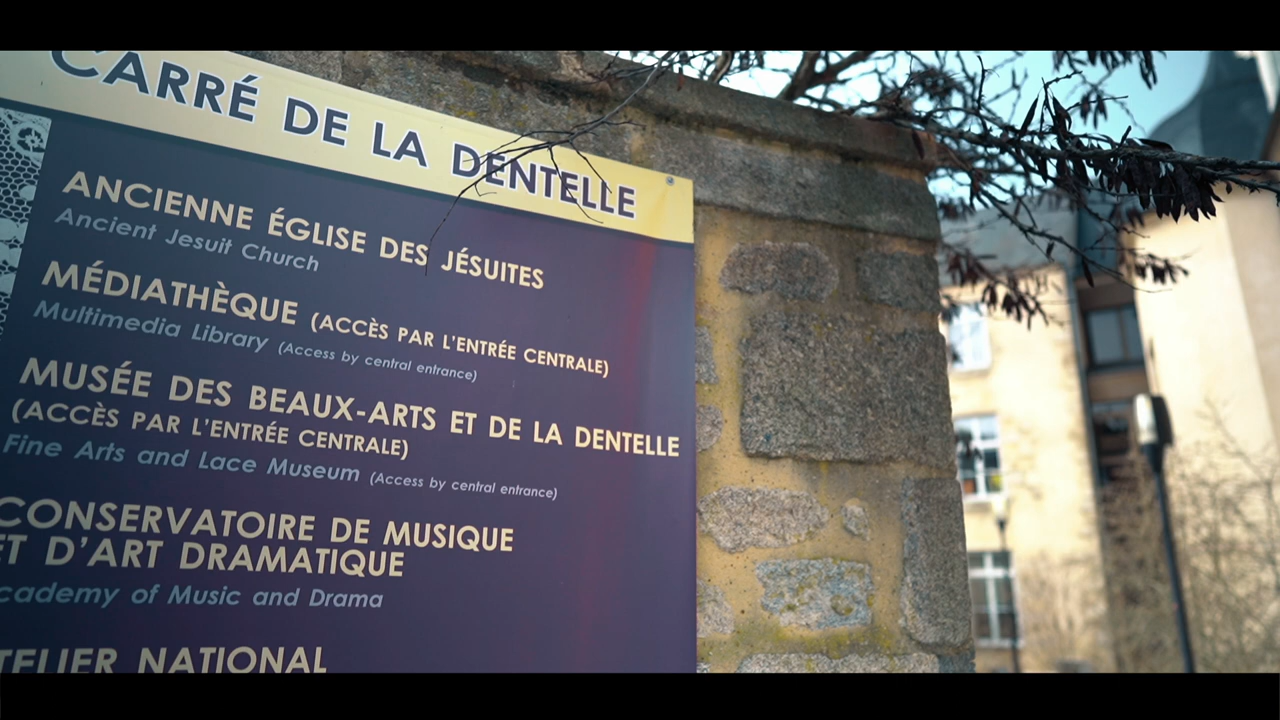 CARRÉ DE LA DENTELLE
ANCIENNE ÉGLISE DES JÉSUITES
Ancient Jesuit Church
MÉDIATHÈQUE (ACCÈS PAR L'ENTRÉE CENTRALE)
Multimedia Library (Access by central entrance)
MUSÉE DES BEAUX-ARTS ET DE LA DENTELLE
(ACCÈS PAR L'ENTRÉE CENTRALE)
Fine Arts and Lace Museum (Access by central entrance)
CONSERVATOIRE DE MUSIQUE
ET D'ART DRAMATIQUE
cademy of Music and Drama
TELIER NATIONAL